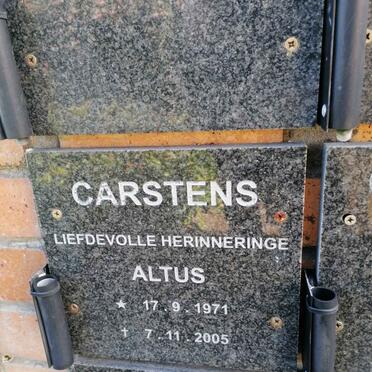 CARSTENS
LIEFDEVOLLE HERINNERINGE
ALTUS
★ 17 . 9 . 1971
† 7 . 11 . 2005